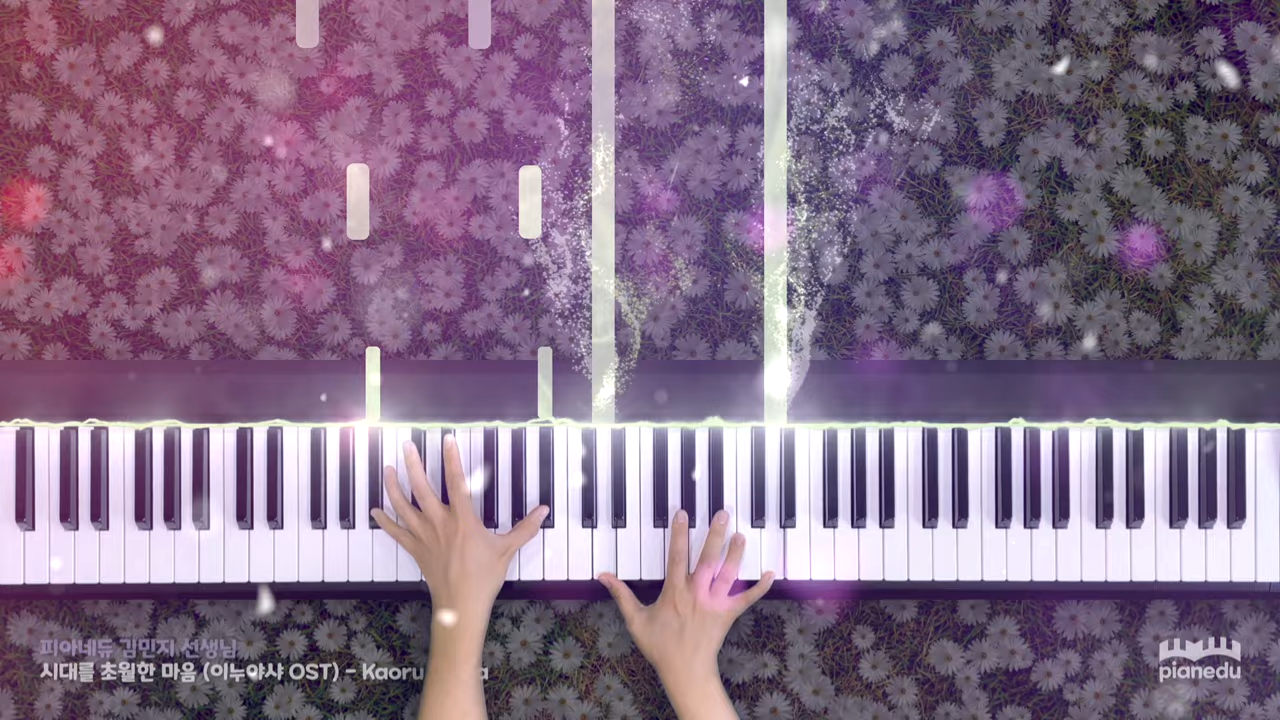 피아네듀 김민지 선생님
시대를 초월한 마음 (이누야샤 OST) - Kaoru
pianedu